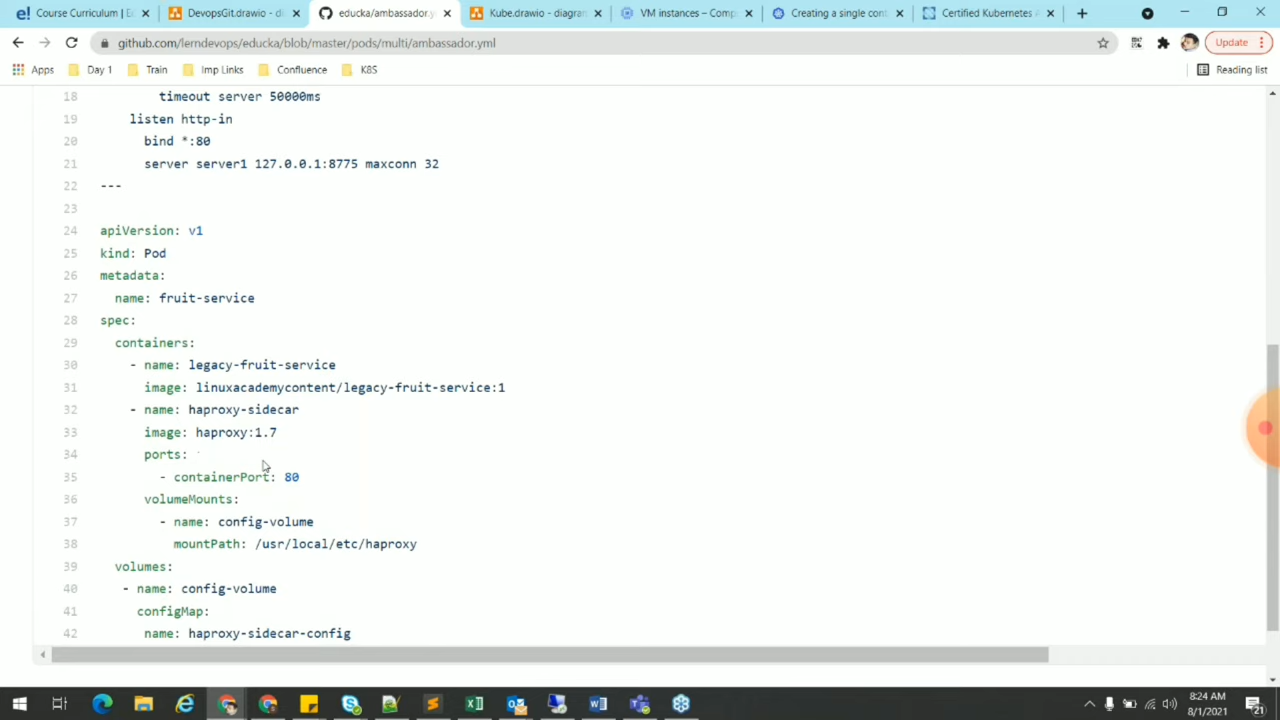 Course Curriculum | Ed
DevopsGit.drawio - diagra
educka/ambassador.y
Kube.drawio - diagram
VM instances – Comp
Creating a single cont
Certified Kubernetes A
github.com/lerndevops/educka/blob/master/pods/multi/ambassador.yml
Update
Apps
Day 1
Train
Imp Links
Confluence
K8S
Reading list
18 timeout server 50000ms
19 listen http-in
20 bind *:80
21 server server1 127.0.0.1:8775 maxconn 32
22 ---
23
24 apiVersion: v1
25 kind: Pod
26 metadata:
27 name: fruit-service
28 spec:
29 containers:
30 - name: legacy-fruit-service
31 image: linuxacademycontent/legacy-fruit-service:1
32 - name: haproxy-sidecar
33 image: haproxy:1.7
34 ports:
35 - containerPort: 80
36 volumeMounts:
37 - name: config-volume
38 mountPath: /usr/local/etc/haproxy
39 volumes:
40 - name: config-volume
41 configMap:
42 name: haproxy-sidecar-config
8:24 AM
8/1/2021
21